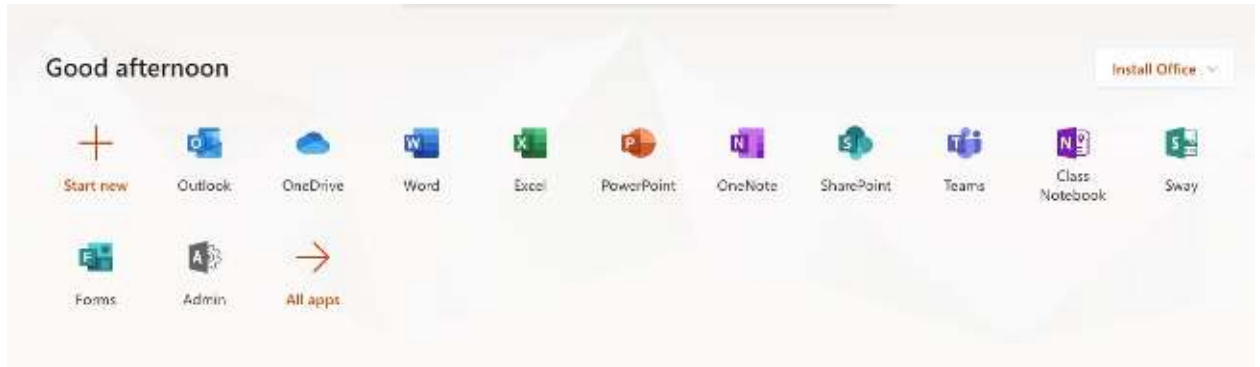 Good afternoon
Install Office
Start new
Outlook
OneDrive
Word
Excel
PowerPoint
OneNote
SharePoint
Teams
Class
Notebook
Sway
Forms
Admin
All apps